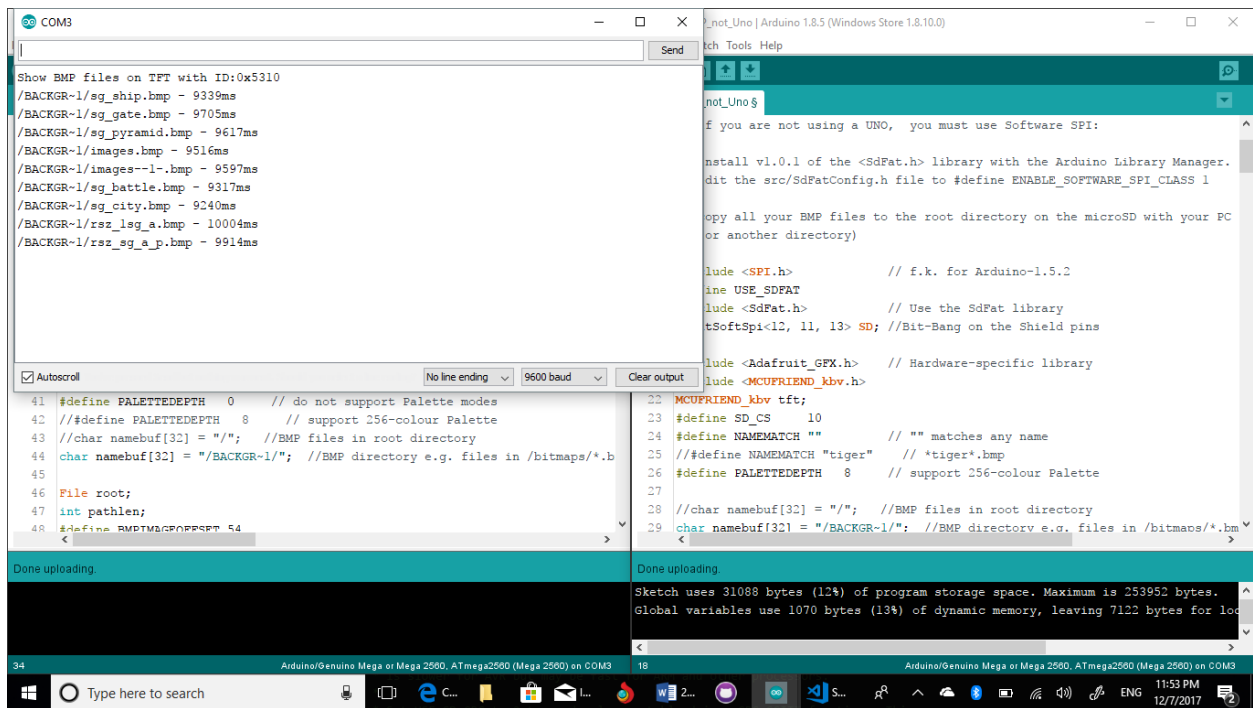 COM3
Send
Show BMP files on TFT with ID:0x5310
/BACKGR~1/sg_ship.bmp - 9339ms
/BACKGR~1/sg_gate.bmp - 9705ms
/BACKGR~1/sg_pyramid.bmp - 9617ms
/BACKGR~1/images.bmp - 9516ms
/BACKGR~1/images--1-.bmp - 9597ms
/BACKGR~1/sg_battle.bmp - 9317ms
/BACKGR~1/sg_city.bmp - 9240ms
/BACKGR~1/rsz_1sg_a.bmp - 10004ms
/BACKGR~1/rsz_sg_a_p.bmp - 9914ms
Autoscroll
No line ending
9600 baud
Clear output
41 #define PALETTEDEPTH   0     // do not support Palette modes
42 //#define PALETTEDEPTH   8     // support 256-colour Palette
43 //char namebuf[32] = "/";   //BMP files in root directory
44 char namebuf[32] = "/BACKGR~1/";  //BMP directory e.g. files in /bitmaps/*.b
45
46 File root;
47 int pathlen;
48 #define BMPIMAGEOFFSET 54
Done uploading.
34
Arduino/Genuino Mega or Mega 2560, ATmega2560 (Mega 2560) on COM3
_not_Uno | Arduino 1.8.5 (Windows Store 1.8.10.0)
tch Tools Help
_not_Uno §
f you are not using a UNO,  you must use Software SPI:
nstall v1.0.1 of the <SdFat.h> library with the Arduino Library Manager.
dit the src/SdFatConfig.h file to #define ENABLE_SOFTWARE_SPI_CLASS 1
opy all your BMP files to the root directory on the microSD with your PC
or another directory)
lude <SPI.h>             // f.k. for Arduino-1.5.2
ine USE_SDFAT
lude <SdFat.h>           // Use the SdFat library
tSoftSpi<12, 11, 13> SD; //Bit-Bang on the Shield pins
lude <Adafruit_GFX.h>    // Hardware-specific library
lude <MCUFRIEND_kbv.h>
22 MCUFRIEND_kbv tft;
23 #define SD_CS     10
24 #define NAMEMATCH ""         // "" matches any name
25 //#define NAMEMATCH "tiger"    // *tiger*.bmp
26 #define PALETTEDEPTH   8     // support 256-colour Palette
27
28 //char namebuf[32] = "/";   //BMP files in root directory
29 char namebuf[32] = "/BACKGR~1/";  //BMP directory e.g. files in /bitmaps/*.bm
Done uploading.
Sketch uses 31088 bytes (12%) of program storage space. Maximum is 253952 bytes.
Global variables use 1070 bytes (13%) of dynamic memory, leaving 7122 bytes for loc
18
Arduino/Genuino Mega or Mega 2560, ATmega2560 (Mega 2560) on COM3
Type here to search
C...
I...
2...
S...
ENG
11:53 PM
12/7/2017
2